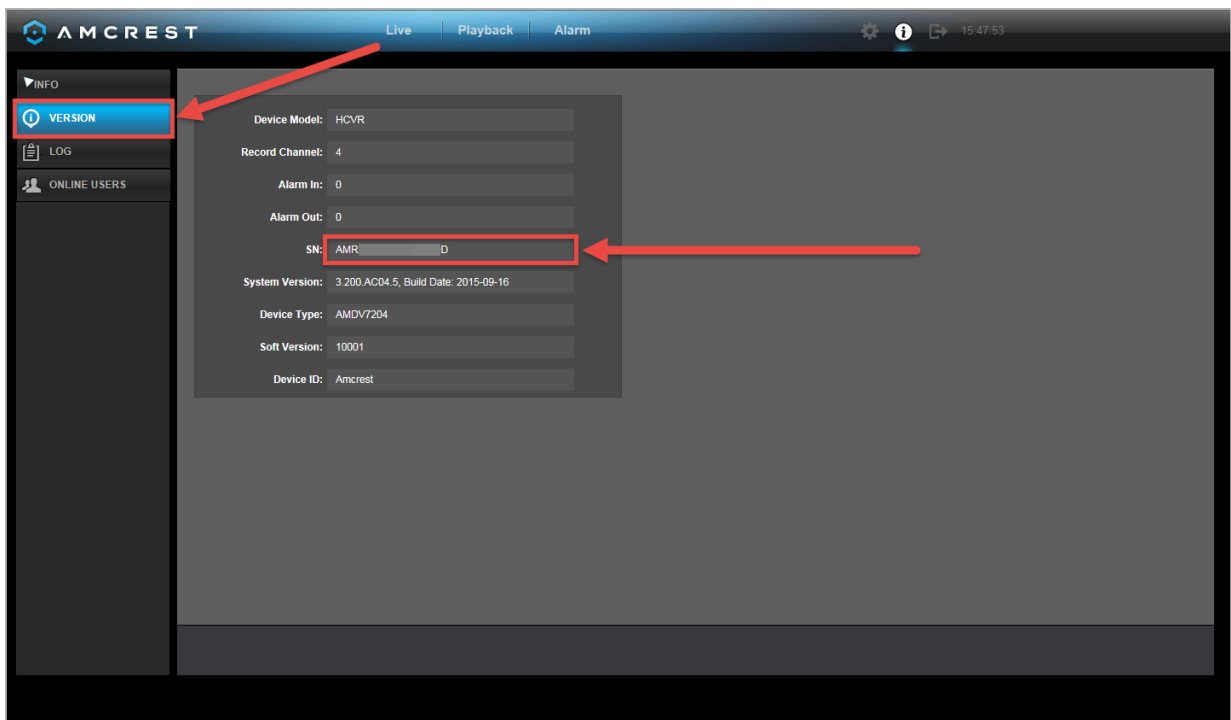 AMCREST
Live Playback Alarm
15:47:53
INFO
VERSION
LOG
ONLINE USERS
Device Model: HCVR
Record Channel: 4
Alarm In: 0
Alarm Out: 0
SN: AMR D
System Version: 3.200.AC04.5, Build Date: 2015-09-16
Device Type: AMDV7204
Soft Version: 10001
Device ID: Amcrest